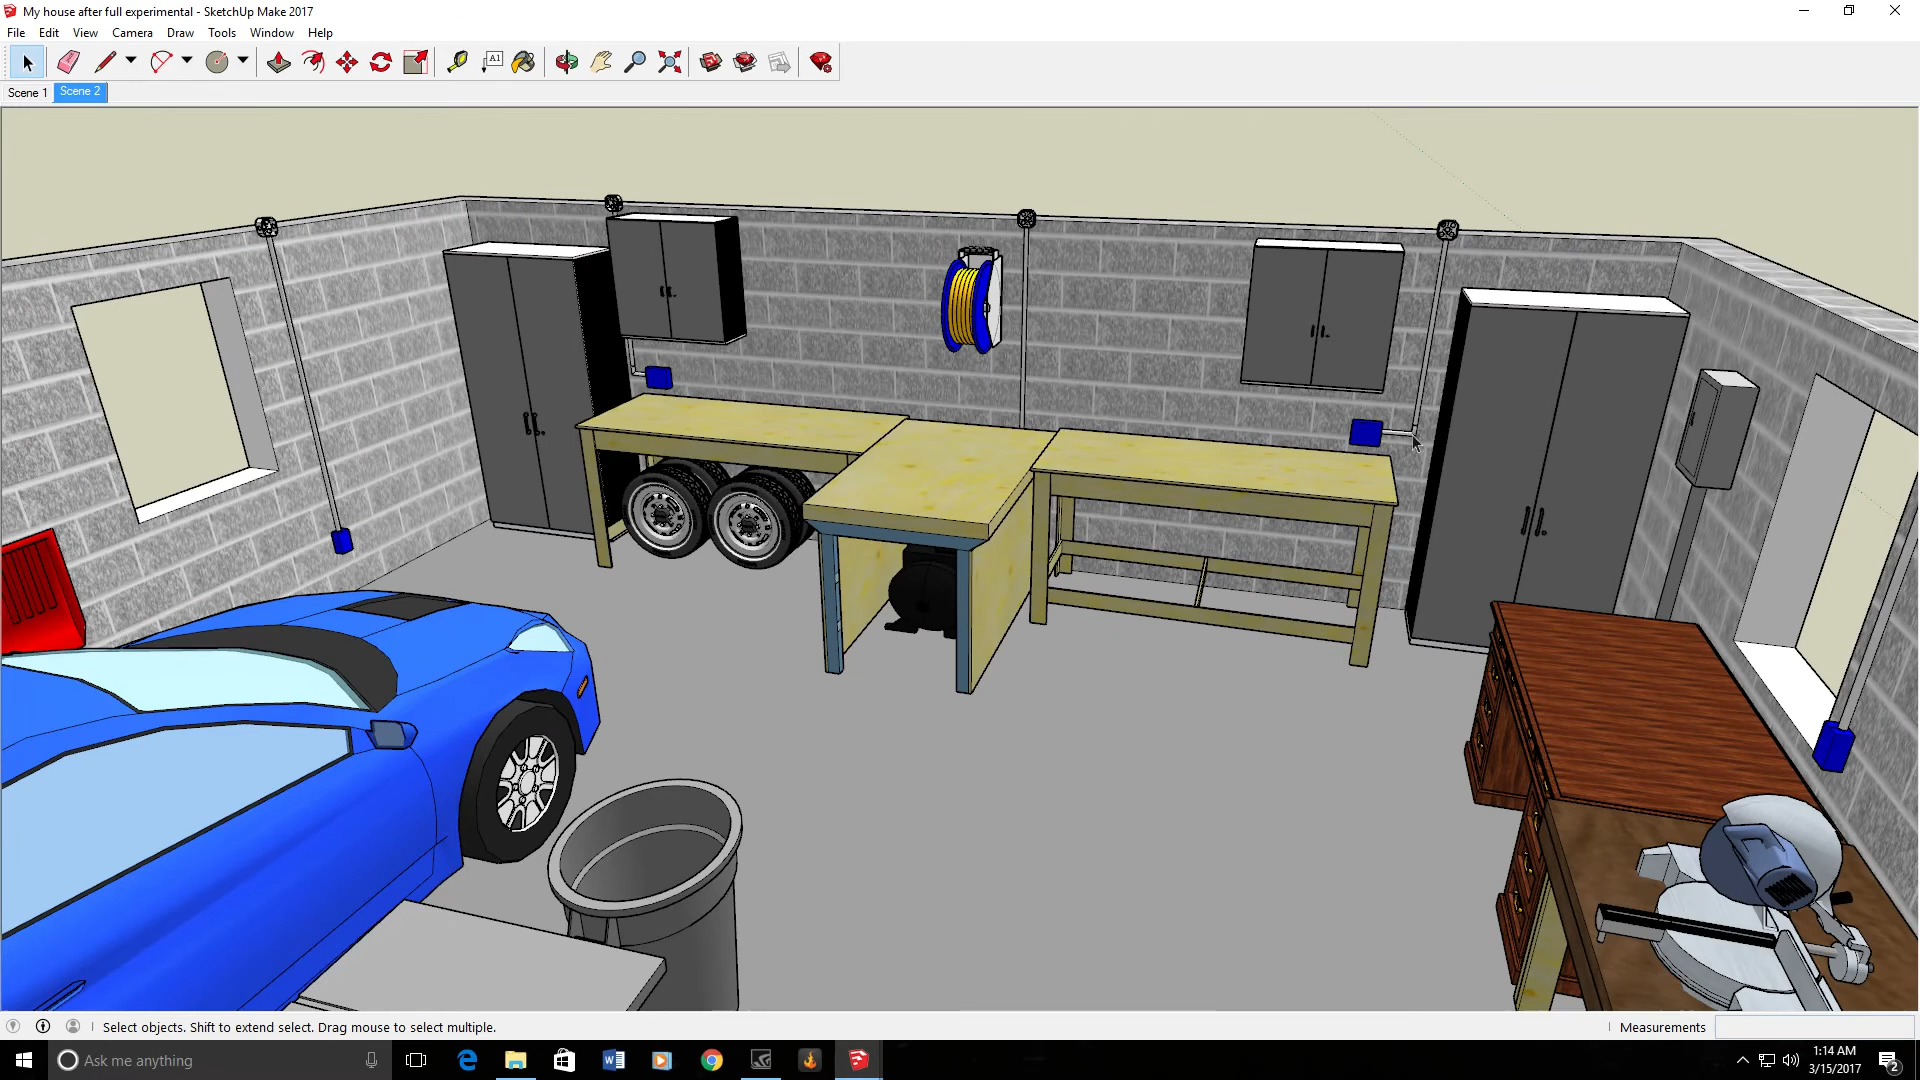 My house after full experimental - SketchUp Make 2017
File Edit View Camera Draw Tools Window Help
A1
Scene 1 Scene 2
Select objects. Shift to extend select. Drag mouse to select multiple.
Measurements
Ask me anything
1:14 AM
3/15/2017
2